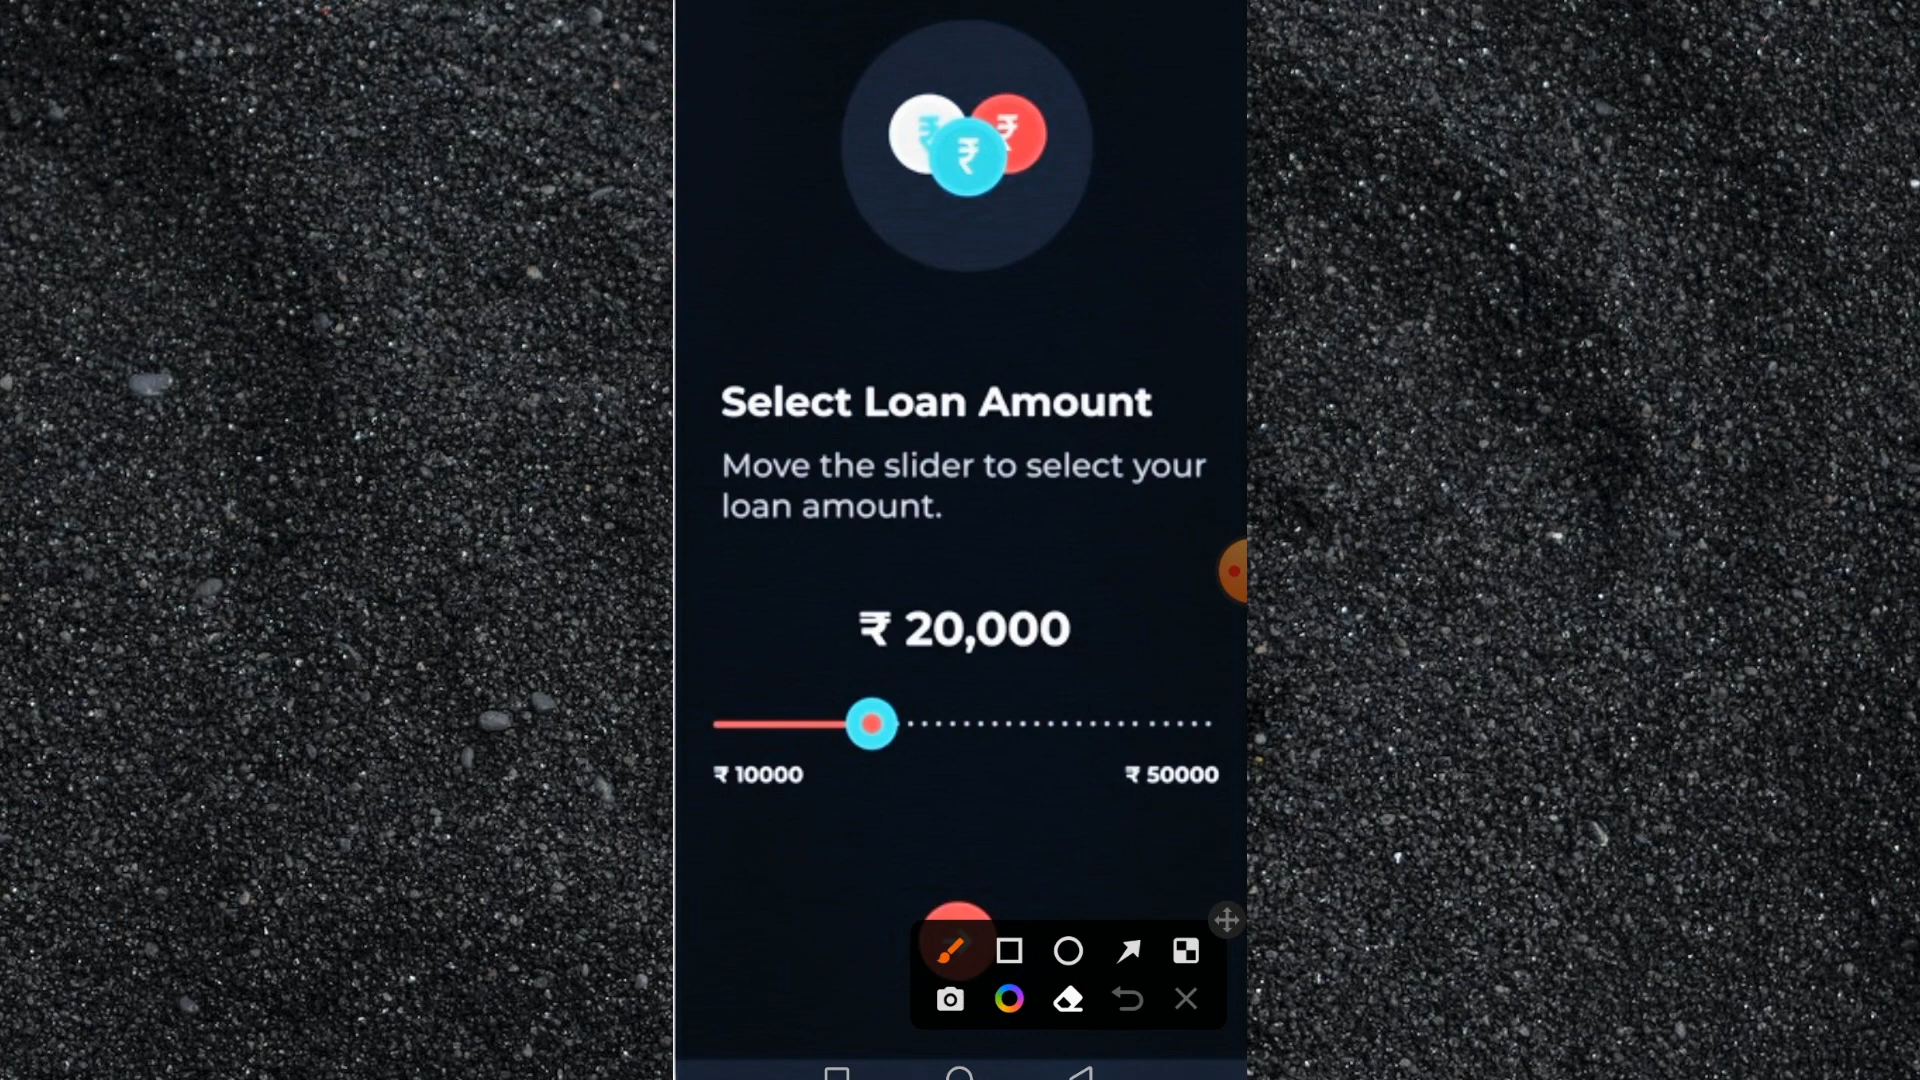 ₹ ₹
₹
Select Loan Amount
Move the slider to select your
loan amount.
₹ 20,000
₹ 10000 ₹ 50000